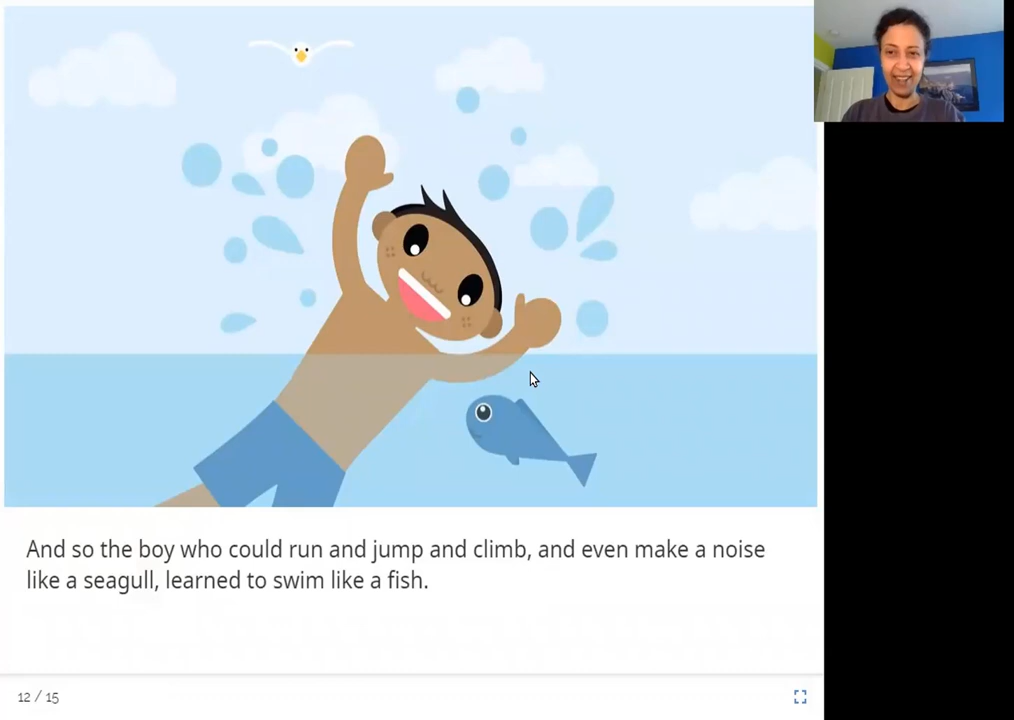 And so the boy who could run and jump and climb, and even make a noise
like a seagull, learned to swim like a fish.
12 / 15